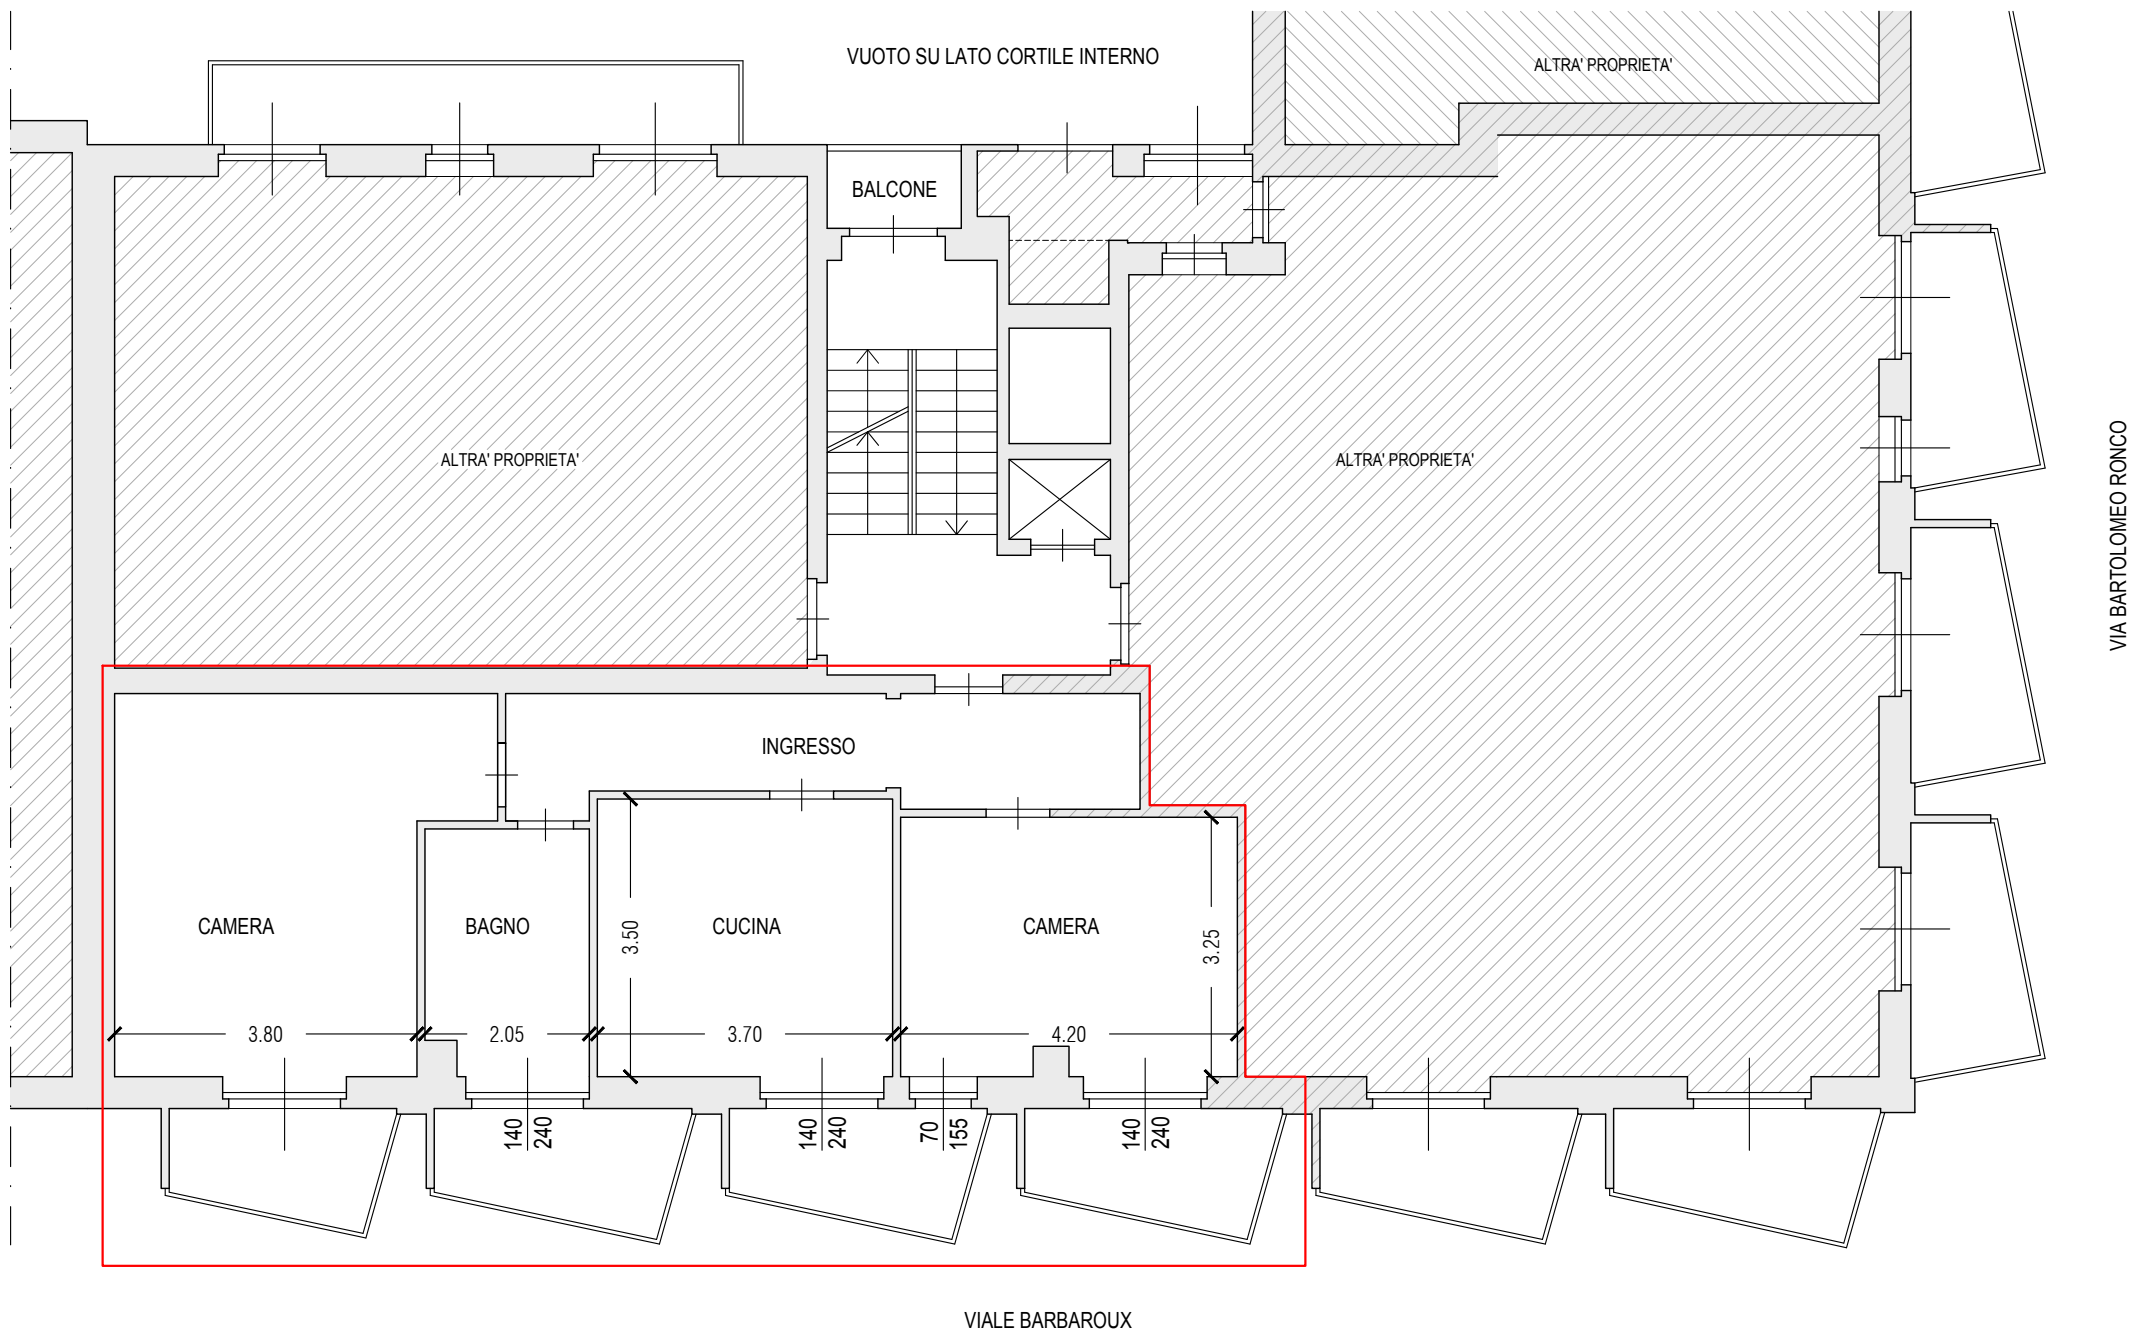 VUOTO SU LATO CORTILE INTERNO
ALTRA' PROPRIETA'
BALCONE
ALTRA' PROPRIETA'
ALTRA' PROPRIETA'
VIA BARTOLOMEO RONCO
INGRESSO
CAMERA
BAGNO
CUCINA
CAMERA
3.50
3.25
3.80
2.05
3.70
4.20
140
240
140
240
70
155
140
240
VIALE BARBAROUX